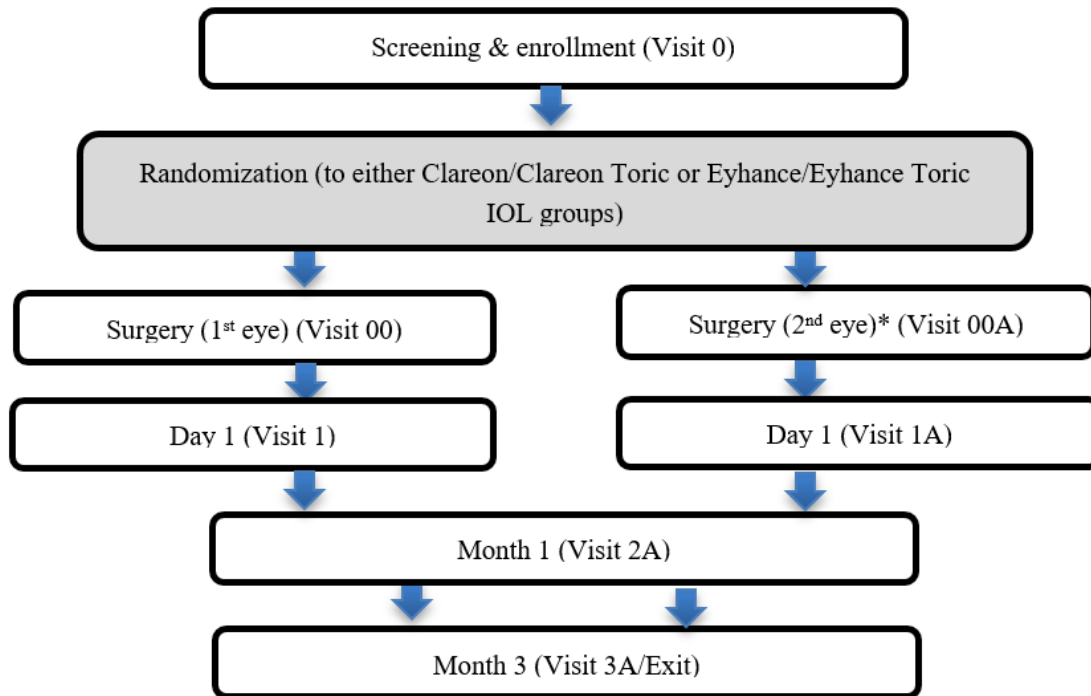 Screening & enrollment (Visit 0)
Randomization (to either Clareon/Clareon Toric or Eyhance/Eyhance Toric
IOL groups)
Surgery (1st eye) (Visit 00)
Surgery (2nd eye)* (Visit 00A)
Day 1 (Visit 1)
Day 1 (Visit 1A)
Month 1 (Visit 2A)
Month 3 (Visit 3A/Exit)